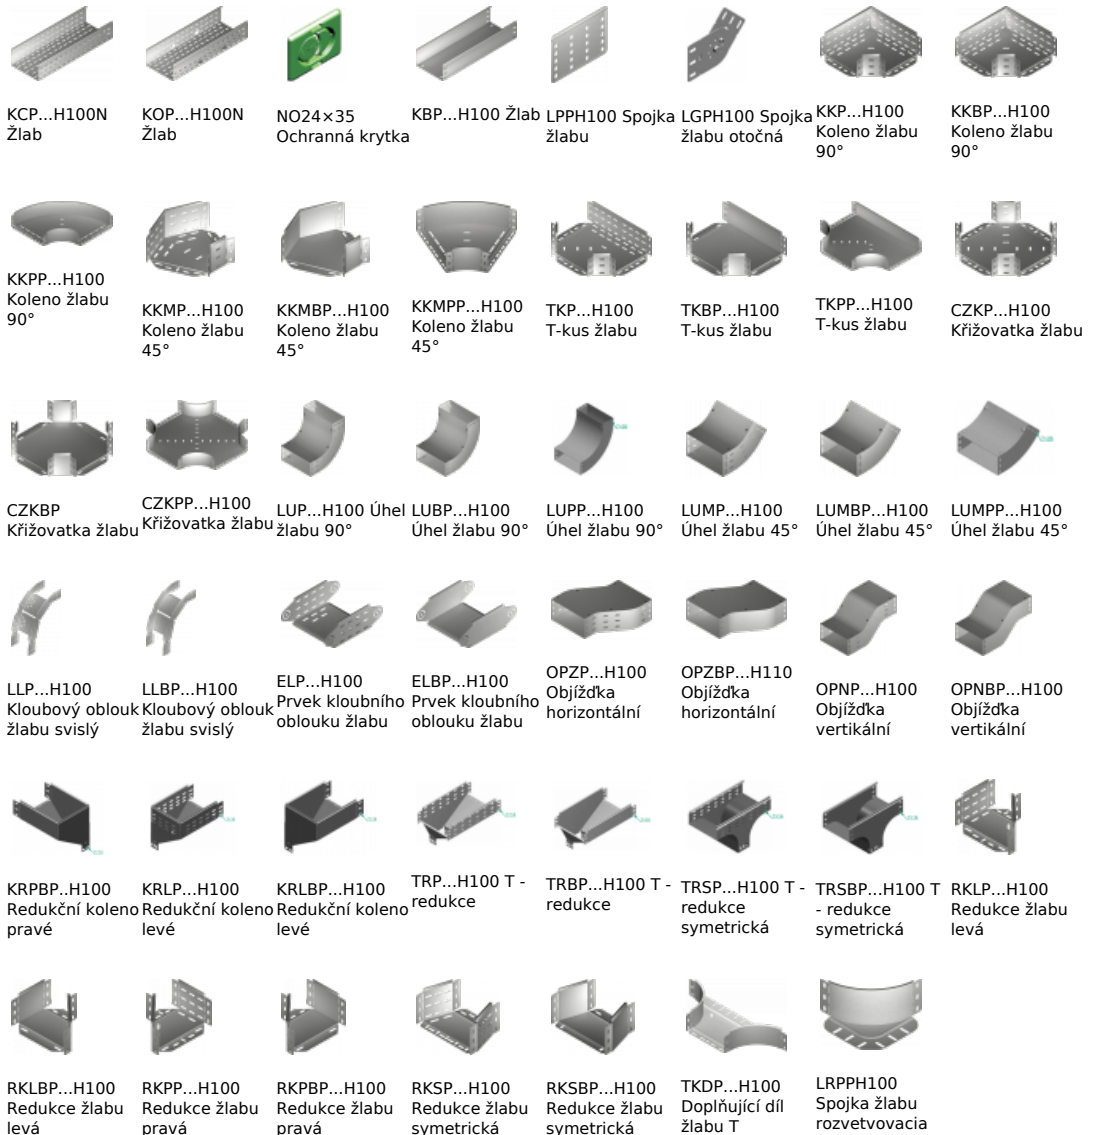 KCP...H100N
Žlab
KOP...H100N
Žlab
NO24×35
Ochranná krytka
KBP...H100 Žlab
LPPH100 Spojka
žlabu
LGPH100 Spojka
žlabu otočná
KKP...H100
Koleno žlabu
90°
KKBP...H100
Koleno žlabu
90°
KKPP...H100
Koleno žlabu
90°
KKMP...H100
Koleno žlabu
45°
KKMBP...H100
Koleno žlabu
45°
KKMPP...H100
Koleno žlabu
45°
TKP...H100
T-kus žlabu
TKBP...H100
T-kus žlabu
TKPP...H100
T-kus žlabu
CZKP...H100
Křižovatka žlabu
CZKBP
Křižovatka žlabu
CZKPP...H100
Křižovatka žlabu
LUP...H100 Úhel
žlabu 90°
LUBP...H100
Úhel žlabu 90°
LUPP...H100
Úhel žlabu 90°
LUMP...H100
Úhel žlabu 45°
LUMBP...H100
Úhel žlabu 45°
LUMPP...H100
Úhel žlabu 45°
LLP...H100
Kloubový oblouk
žlabu svislý
LLBP...H100
Kloubový oblouk
žlabu svislý
ELP...H100
Prvek kloubního
oblouku žlabu
ELBP...H100
Prvek kloubního
oblouku žlabu
OPZP...H100
Objížďka
horizontální
OPZBP...H110
Objížďka
horizontální
OPNP...H100
Objížďka
vertikální
OPNBP...H100
Objížďka
vertikální
KRPBP..H100
Redukční koleno
pravé
KRLP...H100
Redukční koleno
levé
KRLBP...H100
Redukční koleno
levé
TRP...H100 T -
redukce
TRBP...H100 T -
redukce
TRSP...H100 T -
redukce
symetrická
TRSBP...H100 T
- redukce
symetrická
RKLP...H100
Redukce žlabu
levá
RKLBP...H100
Redukce žlabu
levá
RKPP...H100
Redukce žlabu
pravá
RKPBP...H100
Redukce žlabu
pravá
RKSP...H100
Redukce žlabu
symetrická
RKSBP...H100
Redukce žlabu
symetrická
TKDP...H100
Doplňující díl
žlabu T
LRPPH100
Spojka žlabu
rozvetvovacia